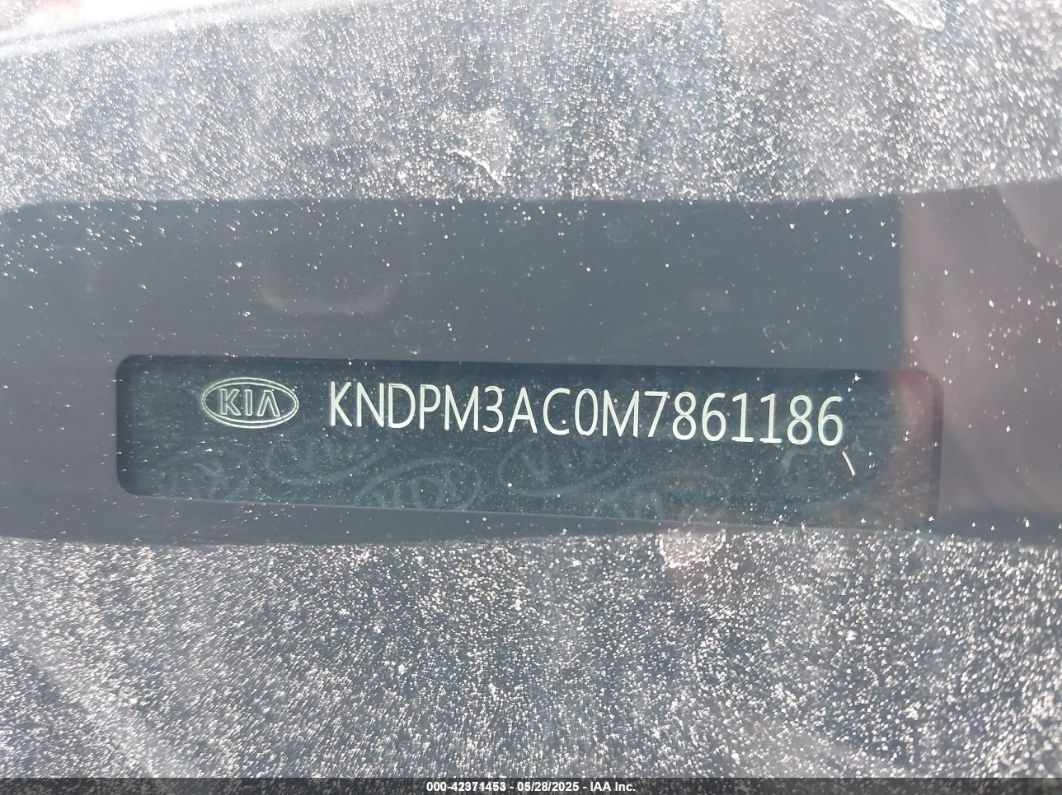 KIA KNDPM3AC0M7861186
000-42371453 - 05/28/2025 - IAA Inc.